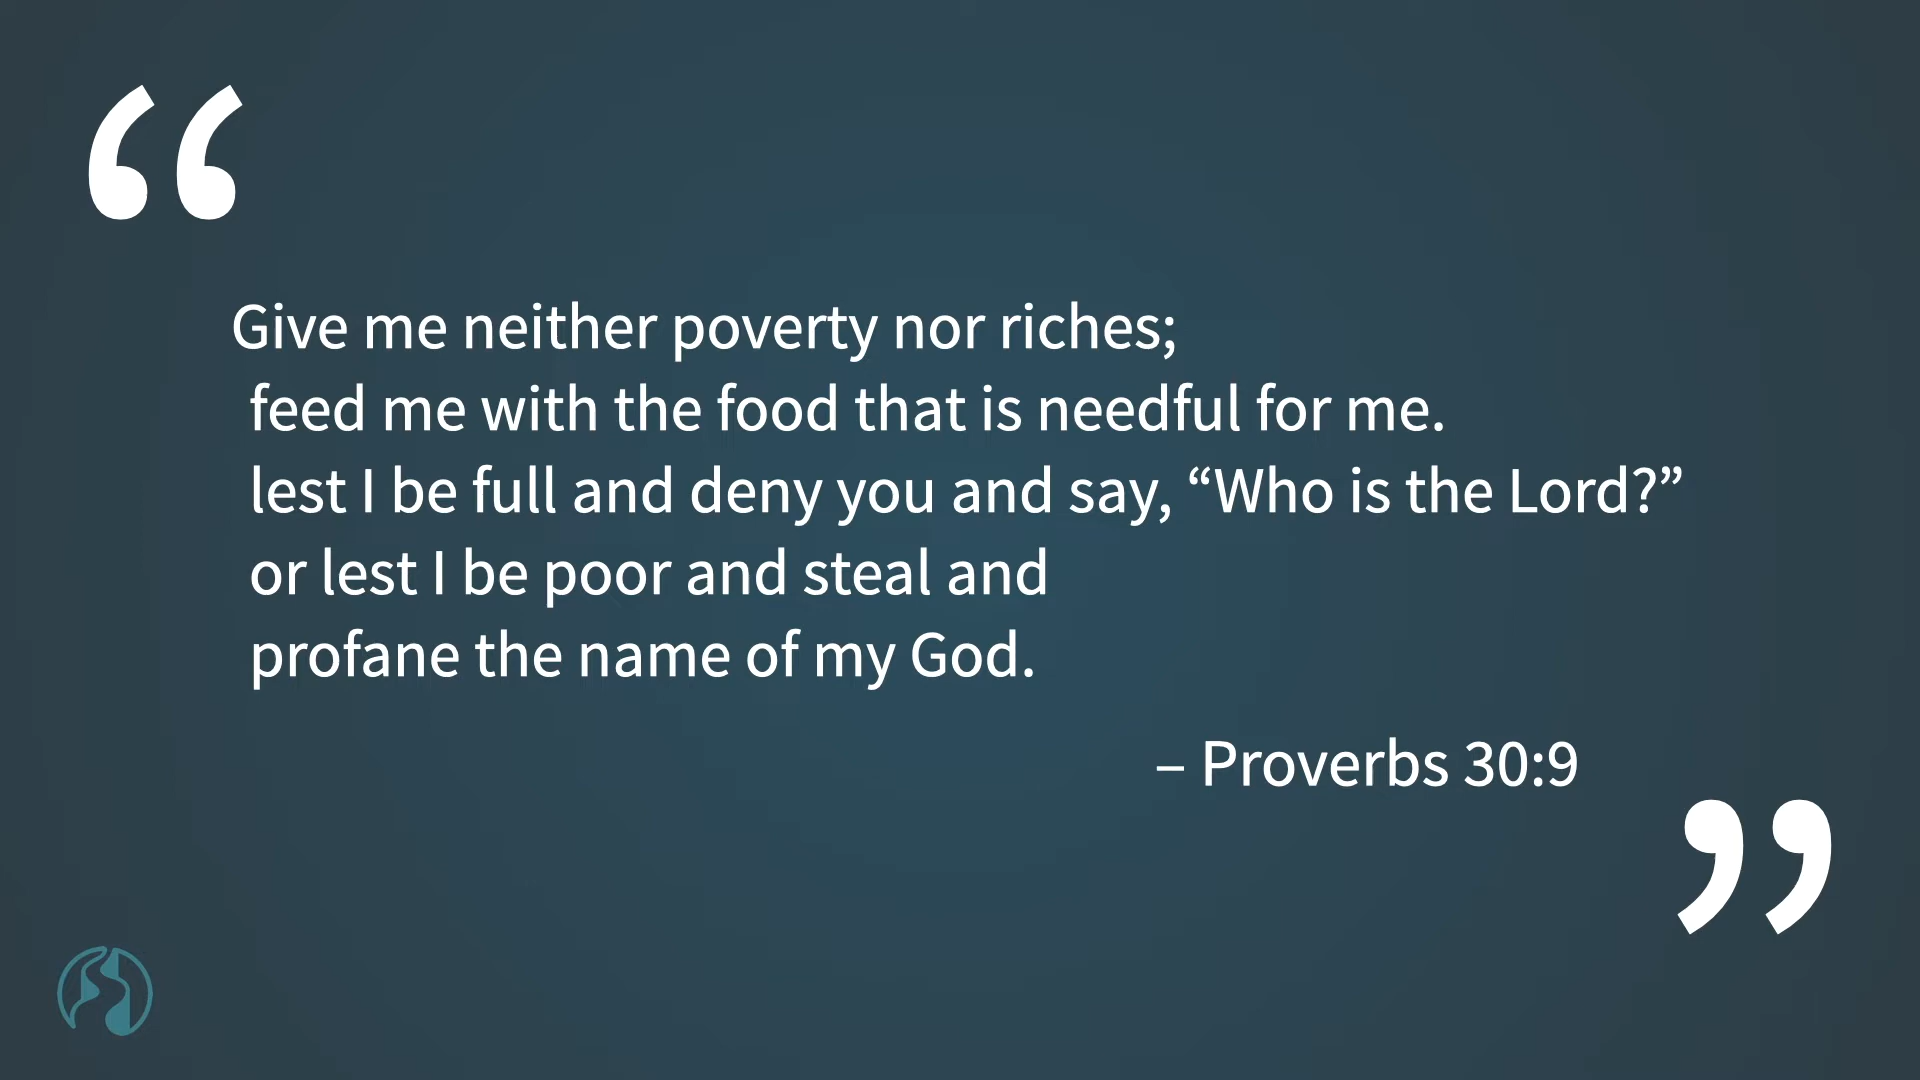 “
Give me neither poverty nor riches;
feed me with the food that is needful for me.
lest I be full and deny you and say, “Who is the Lord?”
or lest I be poor and steal and
profane the name of my God.
– Proverbs 30:9
”